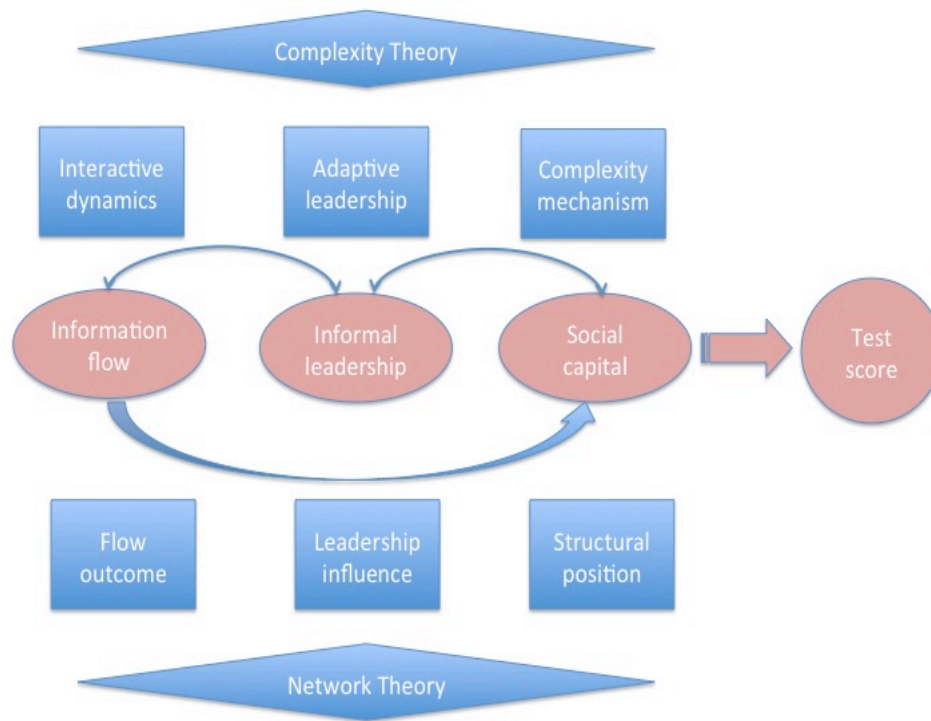 Complexity Theory
Interactive
dynamics
Adaptive
leadership
Complexity
mechanism
Information
flow
Informal
leadership
Social
capital
Test
score
Flow
outcome
Leadership
influence
Structural
position
Network Theory